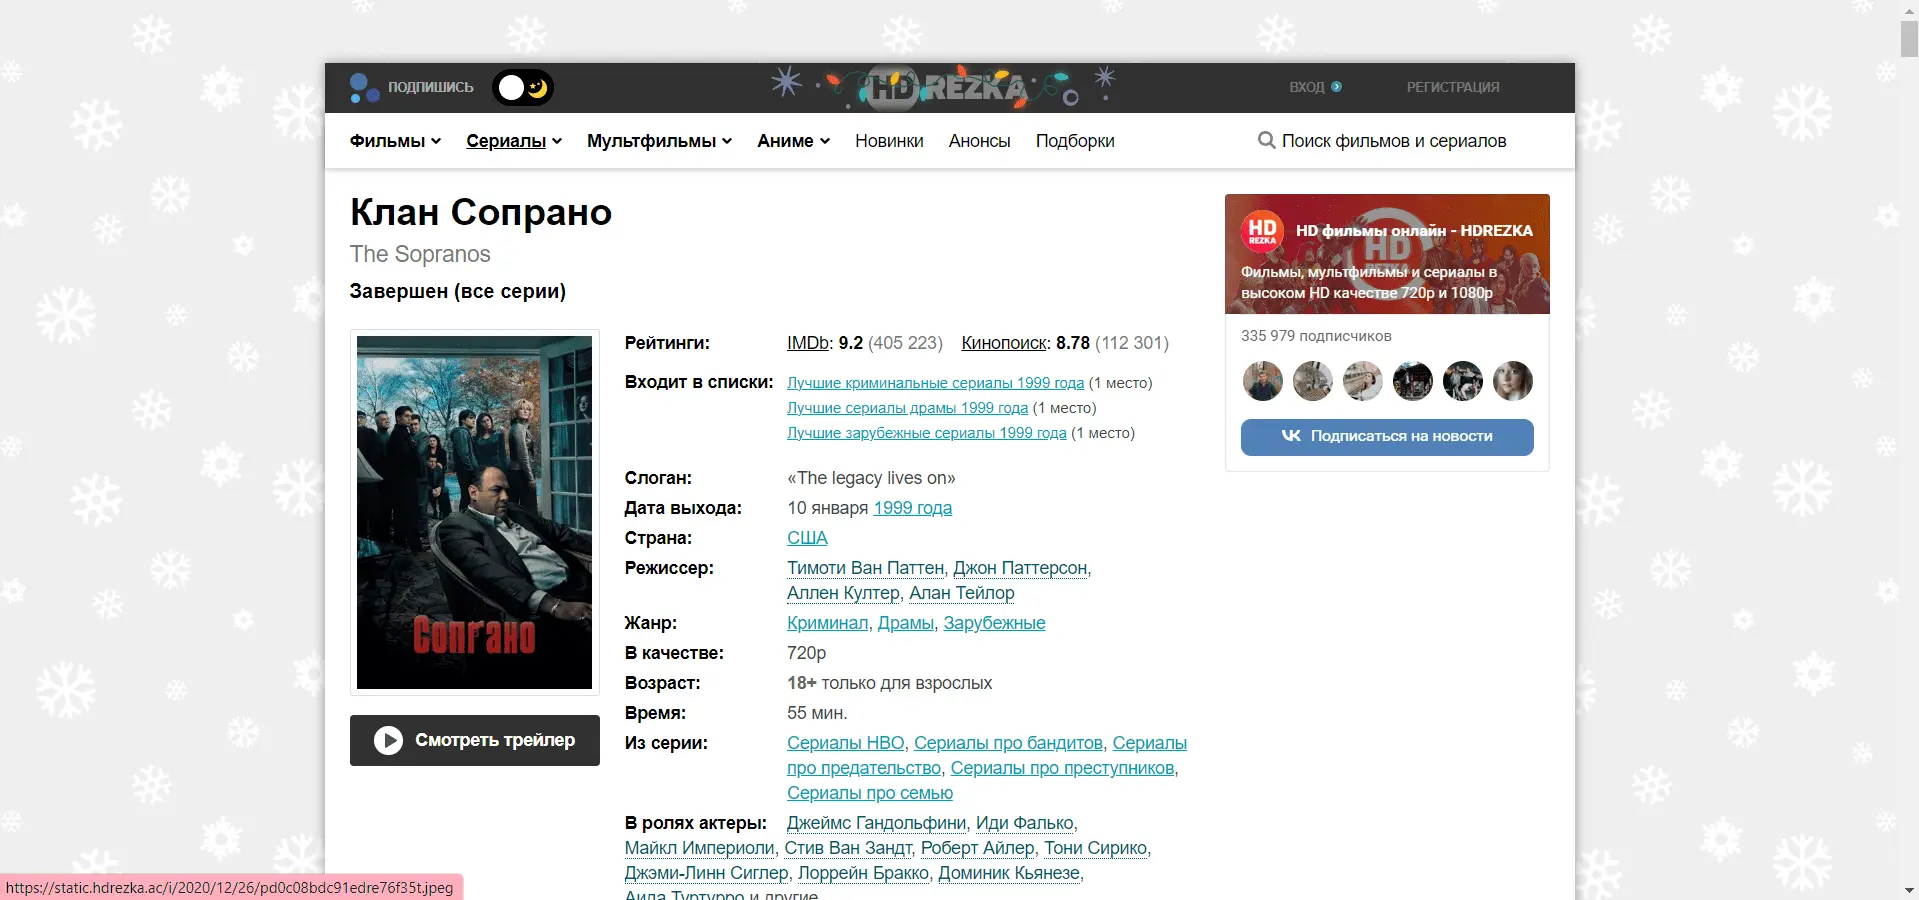 ПОДПИШИСЬ
HDREZKA
ВХОД
РЕГИСТРАЦИЯ
Фильмы
Сериалы
Мультфильмы
Аниме
Новинки
Анонсы
Подборки
Поиск фильмов и сериалов
Клан Сопрано
The Sopranos
Завершен (все серии)
Сопрано
Смотреть трейлер
Рейтинги: IMDb: 9.2 (405 223) Кинопоиск: 8.78 (112 301)
Входит в списки: Лучшие криминальные сериалы 1999 года (1 место)
Лучшие сериалы драмы 1999 года (1 место)
Лучшие зарубежные сериалы 1999 года (1 место)
Слоган: «The legacy lives on»
Дата выхода: 10 января 1999 года
Страна: США
Режиссер: Тимоти Ван Паттен, Джон Паттерсон,
Аллен Култер, Алан Тейлор
Жанр: Криминал, Драмы, Зарубежные
В качестве: 720p
Возраст: 18+ только для взрослых
Время: 55 мин.
Из серии: Сериалы HBO, Сериалы про бандитов, Сериалы
про предательство, Сериалы про преступников,
Сериалы про семью
В ролях актеры: Джеймс Гандольфини, Иди Фалько,
Майкл Империоли, Стив Ван Зандт, Роберт Айлер, Тони Сирико,
Джэми-Линн Сиглер, Лоррейн Бракко, Доминик Кьянезе,
Аида Туртурро и другие
HD
REZKA
HD фильмы онлайн - HDREZKA
HD
REZKA
Фильмы, мультфильмы и сериалы в
высоком HD качестве 720p и 1080p
335 979 подписчиков
Подписаться на новости
https://static.hdrezka.ac/i/2020/12/26/pd0c08bdc91edre76f35t.jpeg